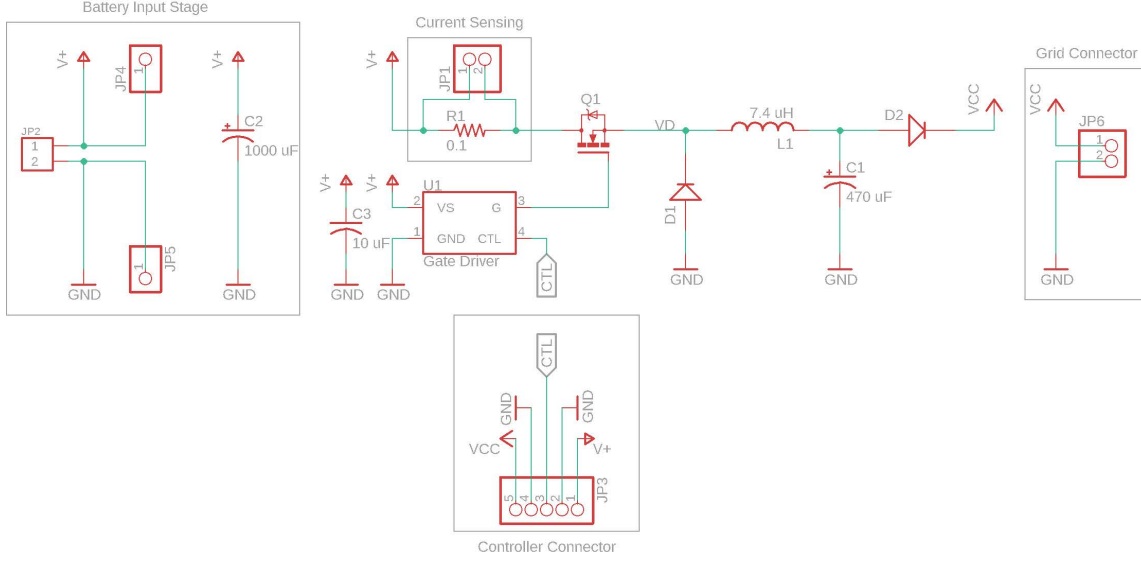 Battery Input Stage
Current Sensing
Grid Connector
V+
JP4
1
V+
V+
JP1
1
2
VCC
VCC
JP2
1
2
C2
1000 uF
R1
0.1
Q1
VD
7.4 uH
L1
D2
JP6
1
2
C1
470 uF
V+
V+
U1
2
VS
G
3
1
GND
CTL
4
Gate Driver
C3
10 uF
D1
CTL
JP5
1
GND
GND
GND
GND
GND
GND
GND
CTL
GND
GND
VCC
V+
JP3
5
4
3
2
1
Controller Connector